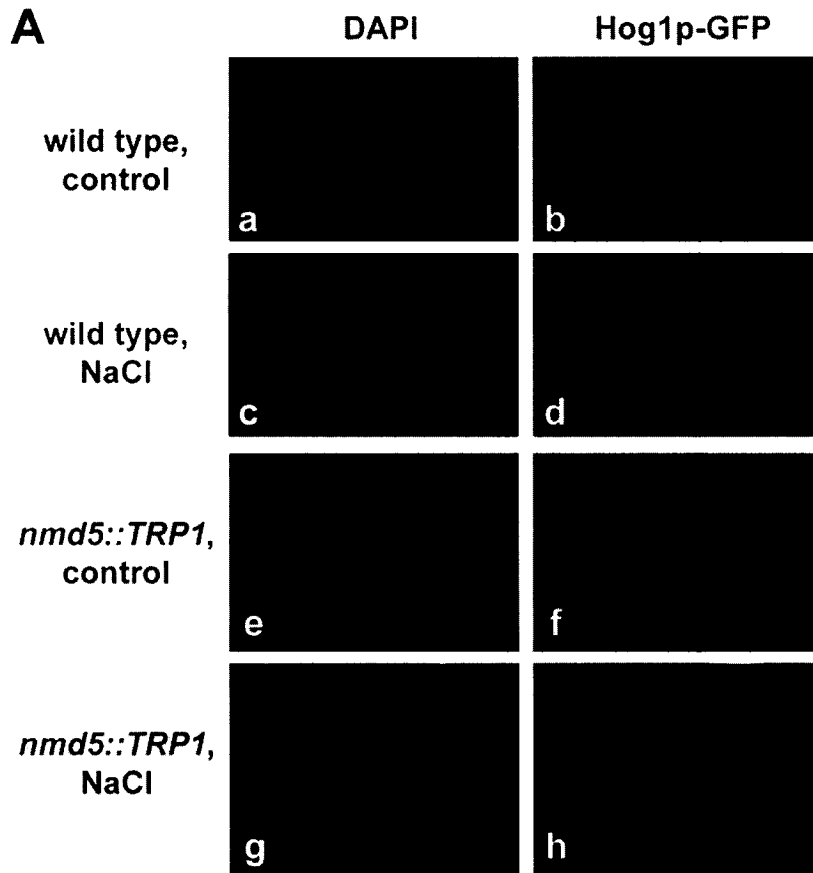 A
DAPI Hog1p-GFP
wild type,
control
a b
wild type,
NaCl
c d
nmd5::TRP1,
control
e f
nmd5::TRP1,
NaCl
g h